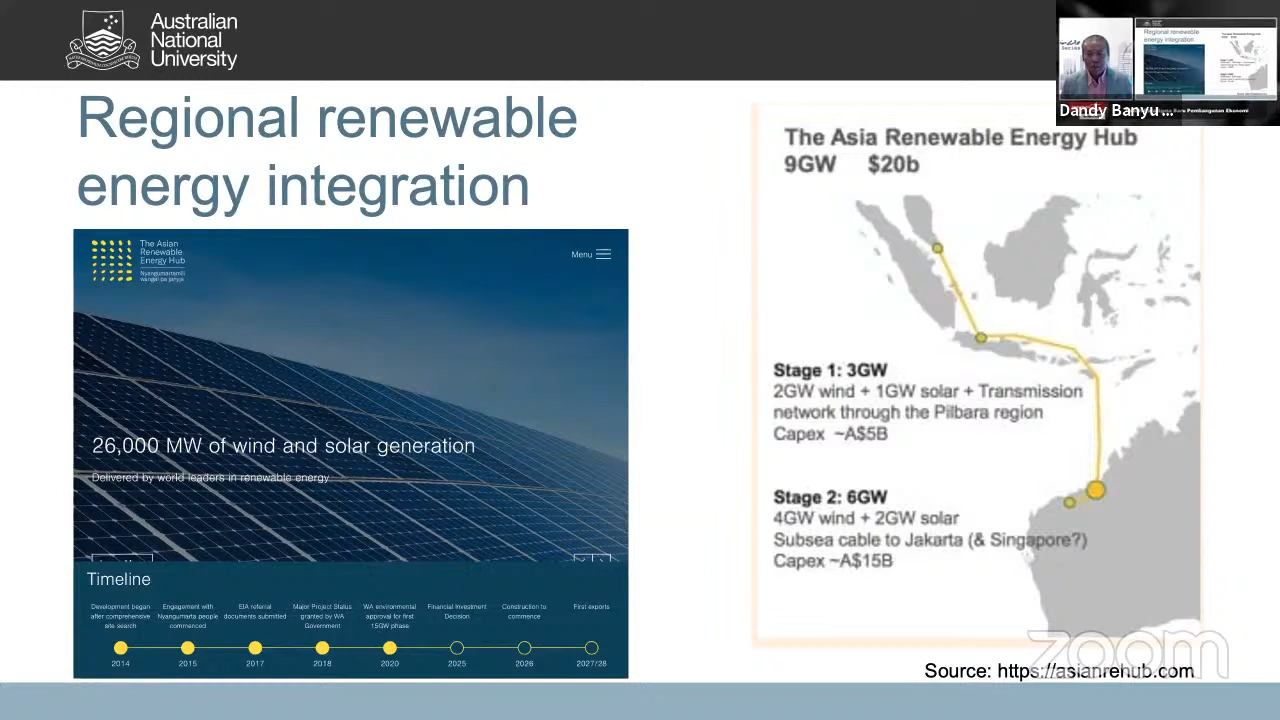 Australian
National
University
Regional renewable
energy integration
The Asian
Renewable
Energy Hub
Menu
26,000 MW of wind and solar generation
Delivered by world leaders in renewable energy
Timeline
Development began
after comprehensive
site search
2014
Engagement with
Nyangumarta people
commenced
2015
EIA referral
documents submitted
2017
Major Project Status
granted by WA
Government
2018
WA environmental
approval for first
15GW phase
2020
Financial Investment
Decision
2025
Construction to
commence
2026
First exports
2027/28
The Asia Renewable Energy Hub
9GW $20b
Stage 1: 3GW
2GW wind + 1GW solar + Transmission
network through the Pilbara region
Capex ~A$5B
Stage 2: 6GW
4GW wind + 2GW solar
Subsea cable to Jakarta (& Singapore?)
Capex ~A$15B
Source: https://asianrehub.com
zoom
Dandy Banyu ...
Regional renewable
energy integration